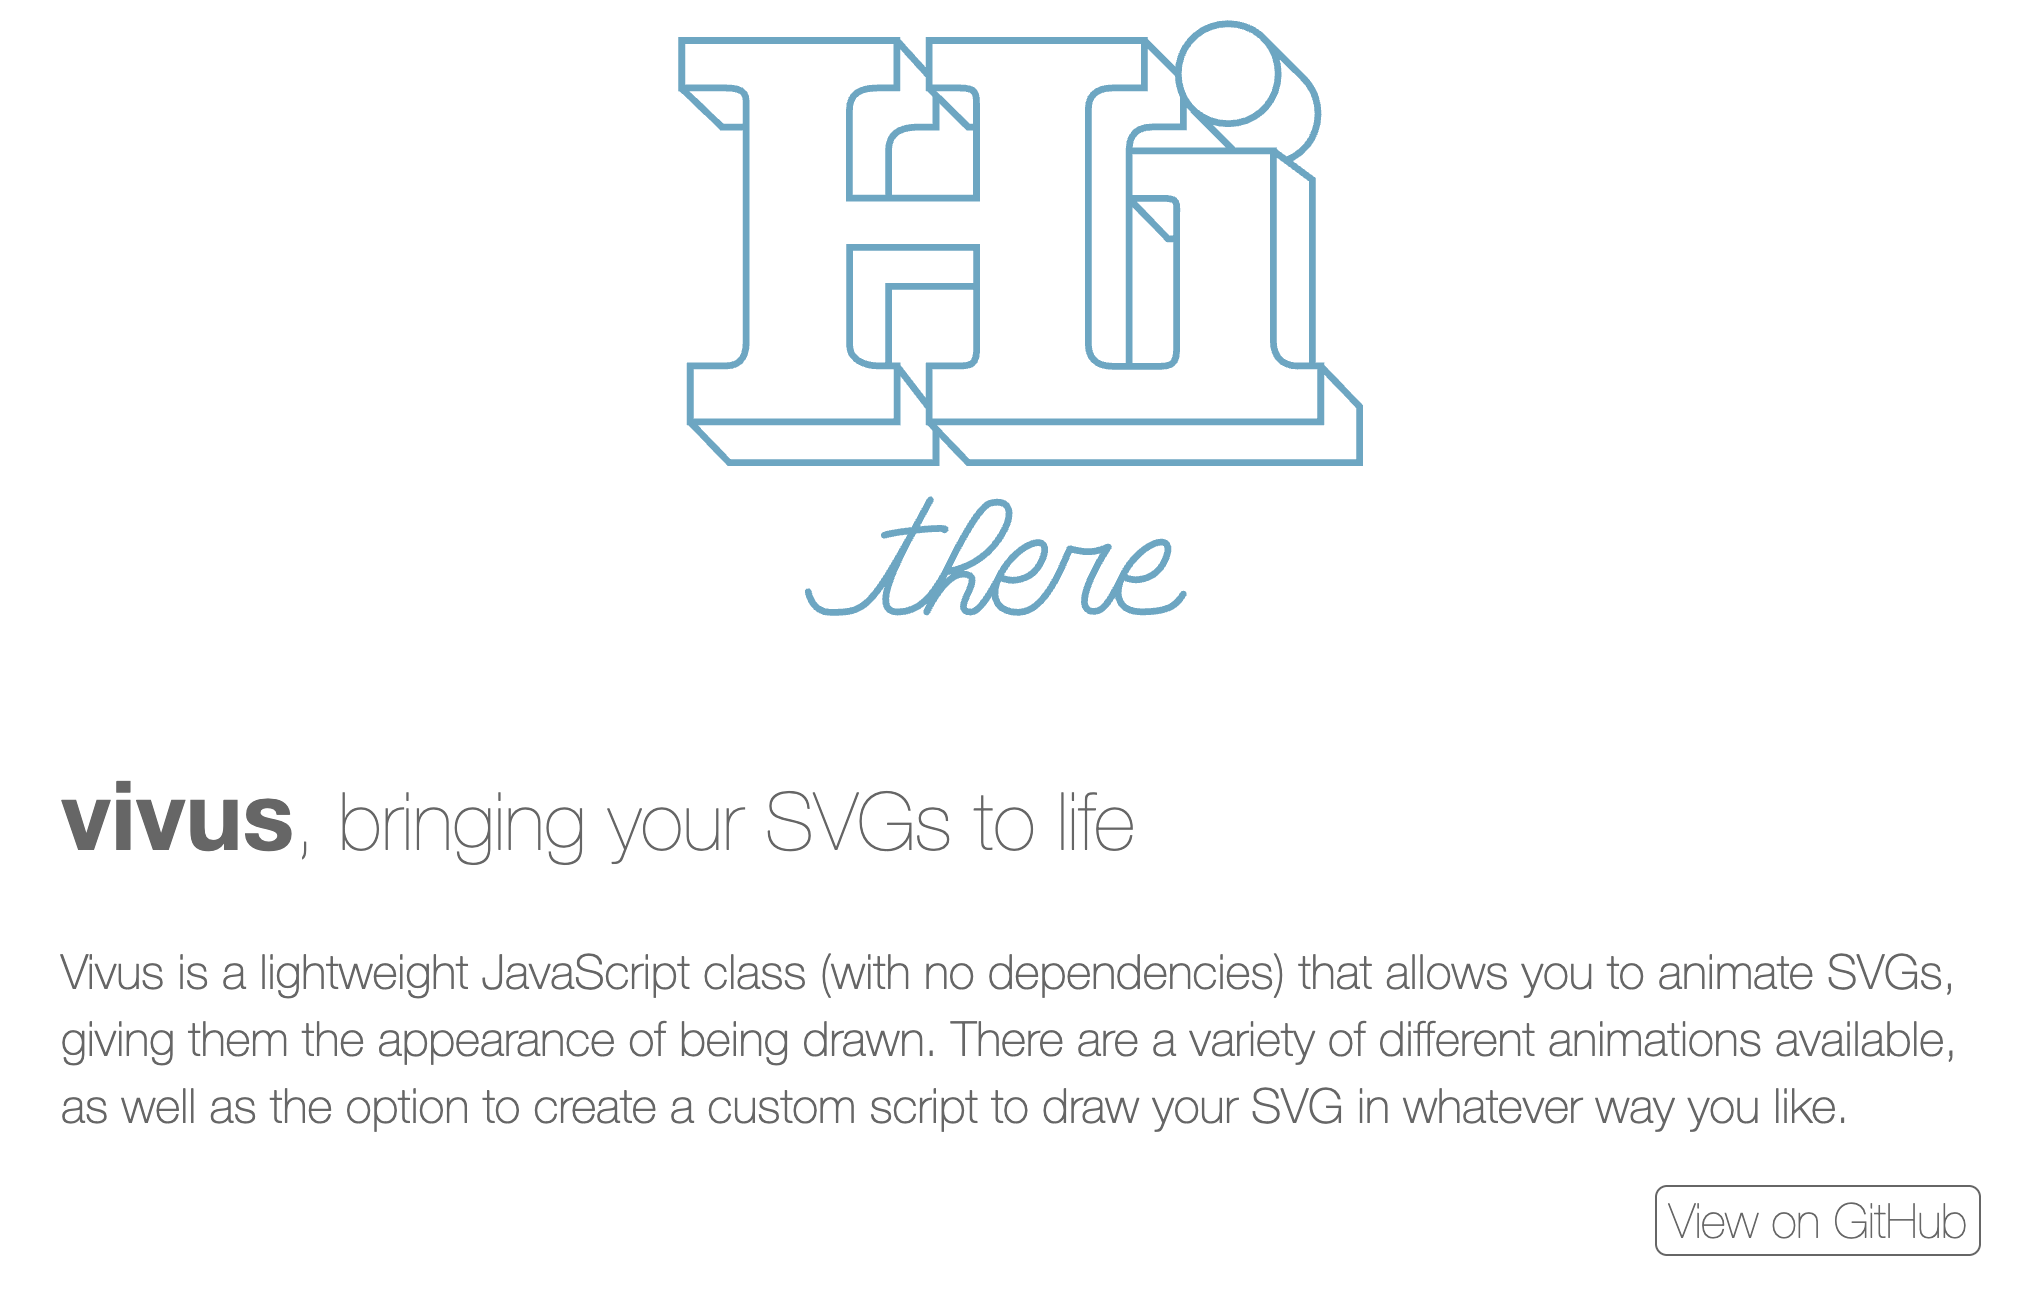 Hi
there
vivus, bringing your SVGs to life
Vivus is a lightweight JavaScript class (with no dependencies) that allows you to animate SVGs,
giving them the appearance of being drawn. There are a variety of different animations available,
as well as the option to create a custom script to draw your SVG in whatever way you like.
View on GitHub